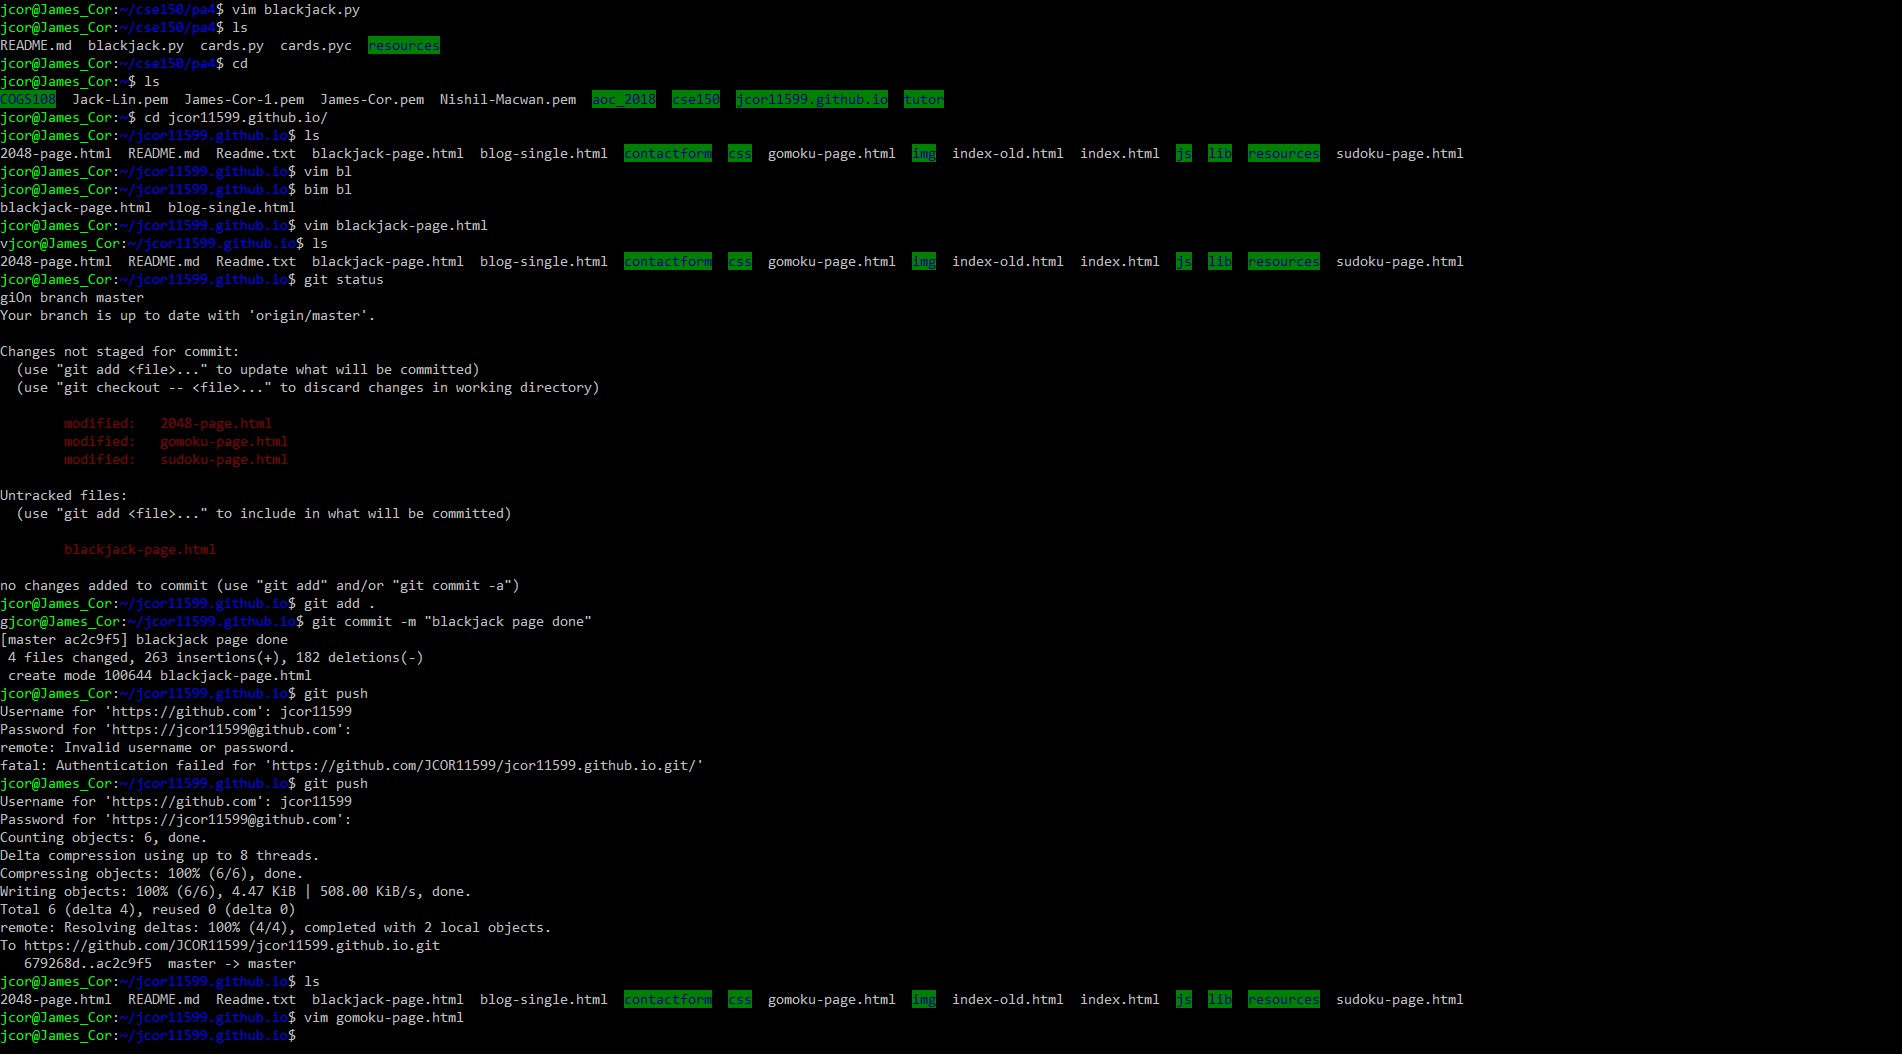 jcor@James_Cor:~/cse150/pa4$ vim blackjack.py
jcor@James_Cor:~/cse150/pa4$ ls
README.md  blackjack.py  cards.py  cards.pyc  resources
jcor@James_Cor:~/cse150/pa4$ cd
jcor@James_Cor:~$ ls
COGS108  Jack-Lin.pem  James-Cor-1.pem  James-Cor.pem  Nishil-Macwan.pem  aoc_2018  cse150  jcor11599.github.io  tutor
jcor@James_Cor:~$ cd jcor11599.github.io/
jcor@James_Cor:~/jcor11599.github.io$ ls
2048-page.html  README.md  Readme.txt  blackjack-page.html  blog-single.html  contactform  css  gomoku-page.html  img  index-old.html  index.html  js  lib  resources  sudoku-page.html
jcor@James_Cor:~/jcor11599.github.io$ vim bl
jcor@James_Cor:~/jcor11599.github.io$ bim bl
blackjack-page.html  blog-single.html
jcor@James_Cor:~/jcor11599.github.io$ vim blackjack-page.html
vjcor@James_Cor:~/jcor11599.github.io$ ls
2048-page.html  README.md  Readme.txt  blackjack-page.html  blog-single.html  contactform  css  gomoku-page.html  img  index-old.html  index.html  js  lib  resources  sudoku-page.html
jcor@James_Cor:~/jcor11599.github.io$ git status
giOn branch master
Your branch is up to date with 'origin/master'.

Changes not staged for commit:
  (use "git add <file>..." to update what will be committed)
  (use "git checkout -- <file>..." to discard changes in working directory)

        modified:   2048-page.html
        modified:   gomoku-page.html
        modified:   sudoku-page.html

Untracked files:
  (use "git add <file>..." to include in what will be committed)

        blackjack-page.html

no changes added to commit (use "git add" and/or "git commit -a")
jcor@James_Cor:~/jcor11599.github.io$ git add .
gjcor@James_Cor:~/jcor11599.github.io$ git commit -m "blackjack page done"
[master ac2c9f5] blackjack page done
 4 files changed, 263 insertions(+), 182 deletions(-)
 create mode 100644 blackjack-page.html
jcor@James_Cor:~/jcor11599.github.io$ git push
Username for 'https://github.com': jcor11599
Password for 'https://jcor11599@github.com':
remote: Invalid username or password.
fatal: Authentication failed for 'https://github.com/JCOR11599/jcor11599.github.io.git/'
jcor@James_Cor:~/jcor11599.github.io$ git push
Username for 'https://github.com': jcor11599
Password for 'https://jcor11599@github.com':
Counting objects: 6, done.
Delta compression using up to 8 threads.
Compressing objects: 100% (6/6), done.
Writing objects: 100% (6/6), 4.47 KiB | 508.00 KiB/s, done.
Total 6 (delta 4), reused 0 (delta 0)
remote: Resolving deltas: 100% (4/4), completed with 2 local objects.
To https://github.com/JCOR11599/jcor11599.github.io.git
   679268d..ac2c9f5  master -> master
jcor@James_Cor:~/jcor11599.github.io$ ls
2048-page.html  README.md  Readme.txt  blackjack-page.html  blog-single.html  contactform  css  gomoku-page.html  img  index-old.html  index.html  js  lib  resources  sudoku-page.html
jcor@James_Cor:~/jcor11599.github.io$ vim gomoku-page.html
jcor@James_Cor:~/jcor11599.github.io$